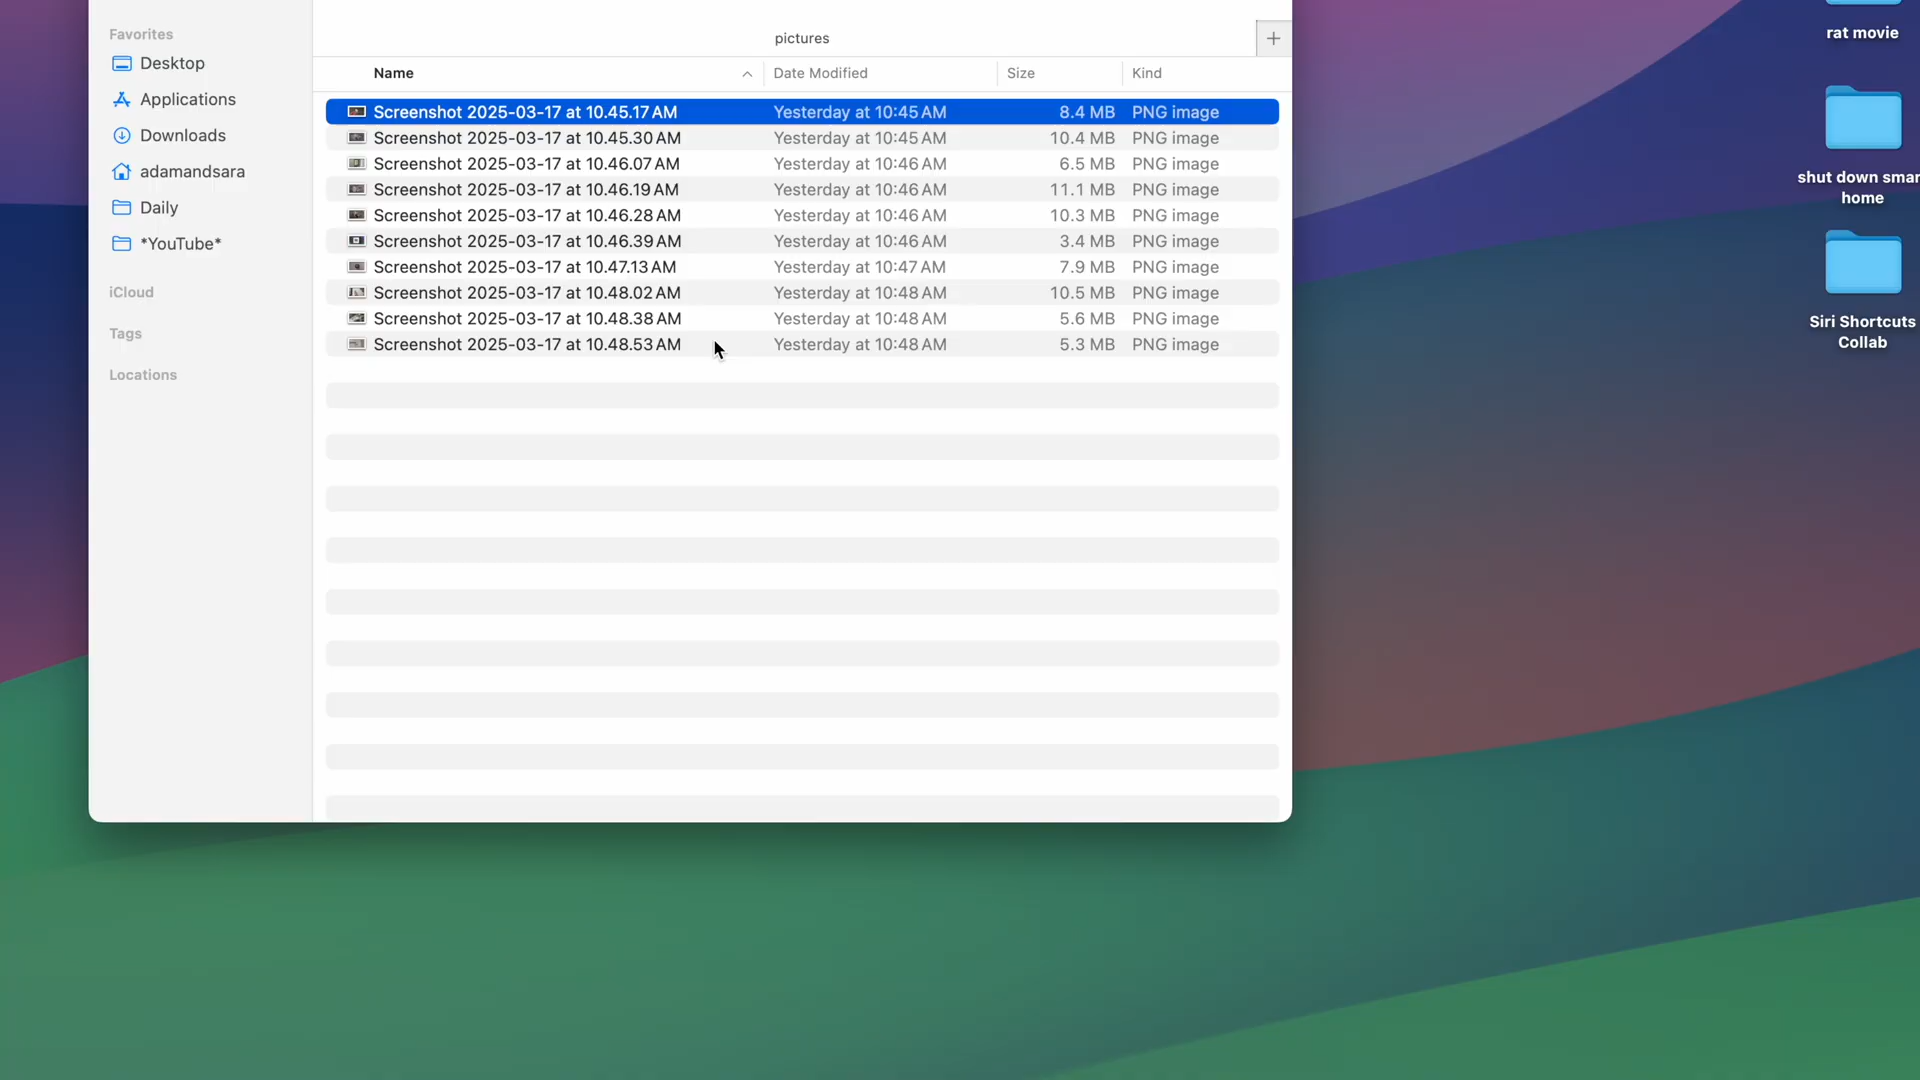 Favorites
Desktop
Applications
Downloads
adamandsara
Daily
*YouTube*
iCloud
Tags
Locations
pictures
Name Date Modified Size Kind
Screenshot 2025-03-17 at 10.45.17 AM Yesterday at 10:45 AM 8.4 MB PNG image
Screenshot 2025-03-17 at 10.45.30 AM Yesterday at 10:45 AM 10.4 MB PNG image
Screenshot 2025-03-17 at 10.46.07 AM Yesterday at 10:46 AM 6.5 MB PNG image
Screenshot 2025-03-17 at 10.46.19 AM Yesterday at 10:46 AM 11.1 MB PNG image
Screenshot 2025-03-17 at 10.46.28 AM Yesterday at 10:46 AM 10.3 MB PNG image
Screenshot 2025-03-17 at 10.46.39 AM Yesterday at 10:46 AM 3.4 MB PNG image
Screenshot 2025-03-17 at 10.47.13 AM Yesterday at 10:47 AM 7.9 MB PNG image
Screenshot 2025-03-17 at 10.48.02 AM Yesterday at 10:48 AM 10.5 MB PNG image
Screenshot 2025-03-17 at 10.48.38 AM Yesterday at 10:48 AM 5.6 MB PNG image
Screenshot 2025-03-17 at 10.48.53 AM Yesterday at 10:48 AM 5.3 MB PNG image
rat movie
shut down smar
home
Siri Shortcuts
Collab